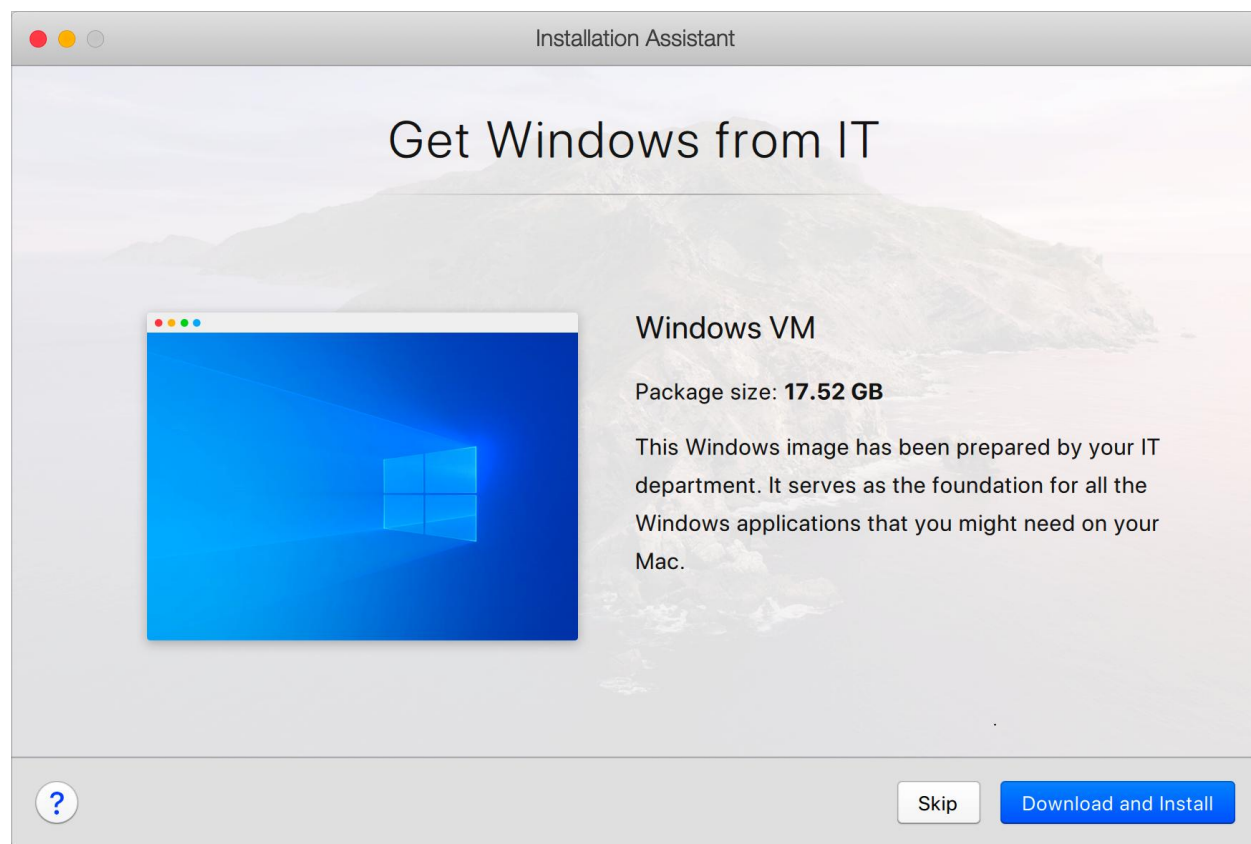 Installation Assistant
Get Windows from IT
Windows VM
Package size: 17.52 GB
This Windows image has been prepared by your IT
department. It serves as the foundation for all the
Windows applications that you might need on your
Mac.
?
Skip
Download and Install